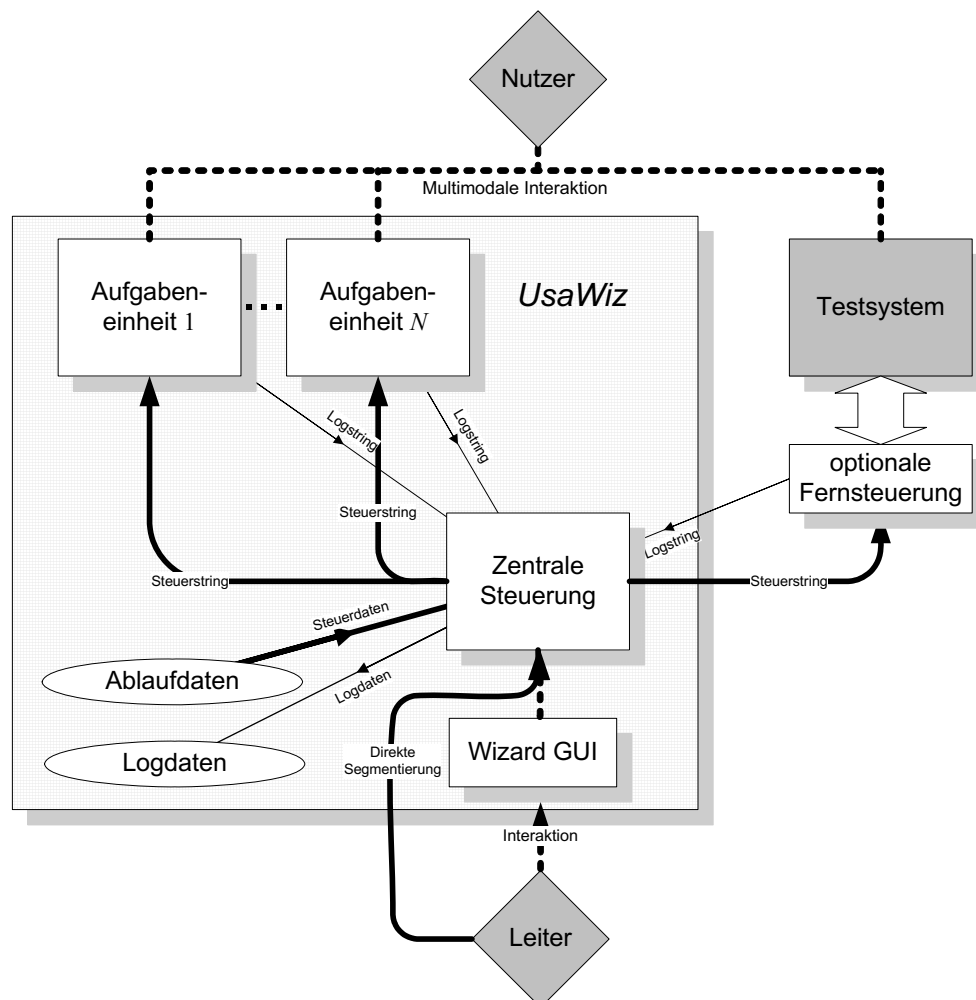 Nutzer
Multimodale Interaktion
Aufgaben-
einheit 1
Aufgaben-
einheit N
UsaWiz
Testsystem
Logstring
Logstring
optionale
Fernsteuerung
Steuerstring
Logstring
Zentrale
Steuerung
Steuerstring
Steuerstring
Steuerdaten
Ablaufdaten
Logdaten
Logdaten
Direkte
Segmentierung
Wizard GUI
Interaktion
Leiter